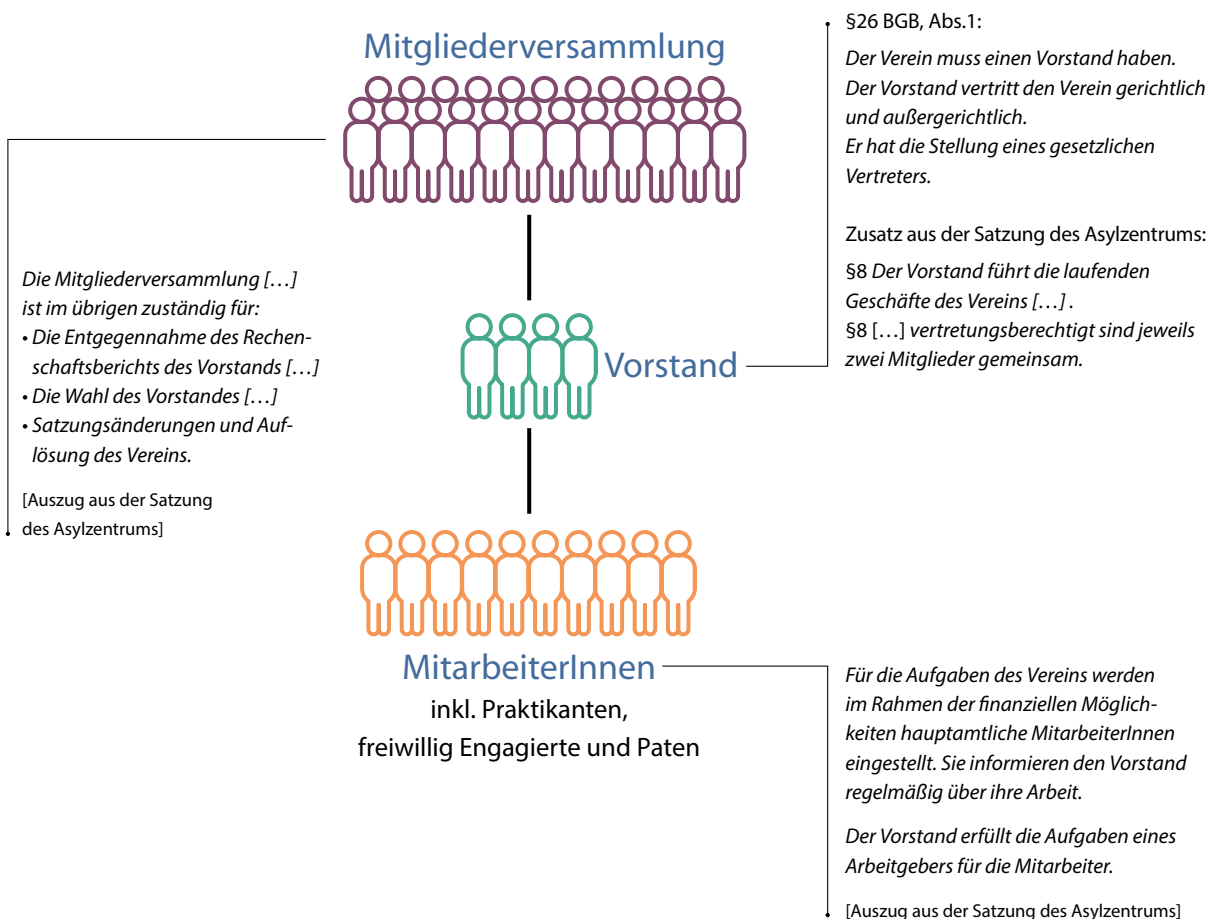 Mitgliederversammlung
§26 BGB, Abs.1:
Der Verein muss einen Vorstand haben.
Der Vorstand vertritt den Verein gerichtlich
und außergerichtlich.
Er hat die Stellung eines gesetzlichen
Vertreters.
Zusatz aus der Satzung des Asylzentrums:
§8 Der Vorstand führt die laufenden
Geschäfte des Vereins […] .
§8 […] vertretungsberechtigt sind jeweils
zwei Mitglieder gemeinsam.
Die Mitgliederversammlung […]
ist im übrigen zuständig für:
• Die Entgegennahme des Rechen-
schaftsberichts des Vorstands […]
• Die Wahl des Vorstandes […]
• Satzungsänderungen und Auf-
lösung des Vereins.
[Auszug aus der Satzung
des Asylzentrums]
Vorstand
MitarbeiterInnen
inkl. Praktikanten,
freiwillig Engagierte und Paten
Für die Aufgaben des Vereins werden
im Rahmen der finanziellen Möglich-
keiten hauptamtliche MitarbeiterInnen
eingestellt. Sie informieren den Vorstand
regelmäßig über ihre Arbeit.
Der Vorstand erfüllt die Aufgaben eines
Arbeitgebers für die Mitarbeiter.
[Auszug aus der Satzung des Asylzentrums]